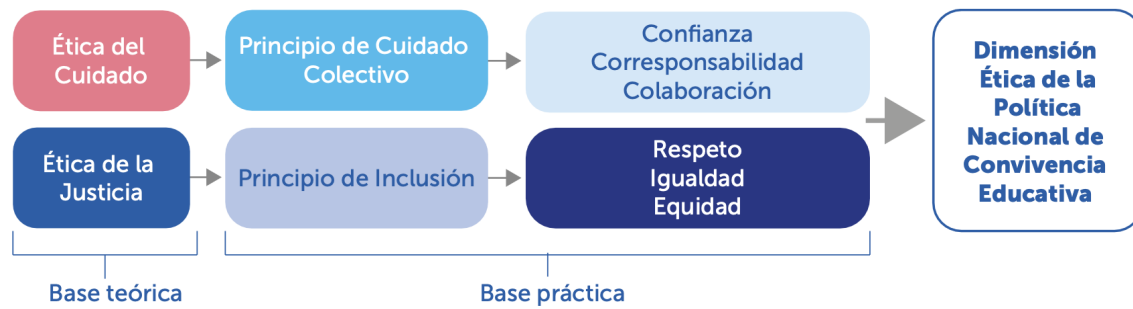 Ética del
Cuidado
Principio de Cuidado
Colectivo
Confianza
Corresponsabilidad
Colaboración
Ética de la
Justicia
Principio de Inclusión
Respeto
Igualdad
Equidad
Dimensión
Ética de la
Política
Nacional de
Convivencia
Educativa
Base teórica
Base práctica